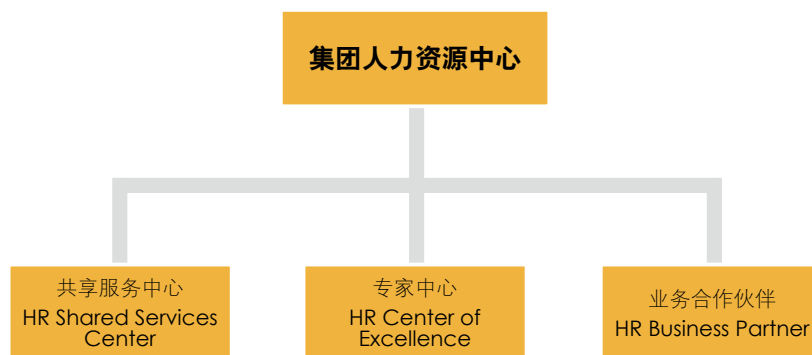 集团人力资源中心
共享服务中心
HR Shared Services
Center
专家中心
HR Center of
Excellence
业务合作伙伴
HR Business Partner